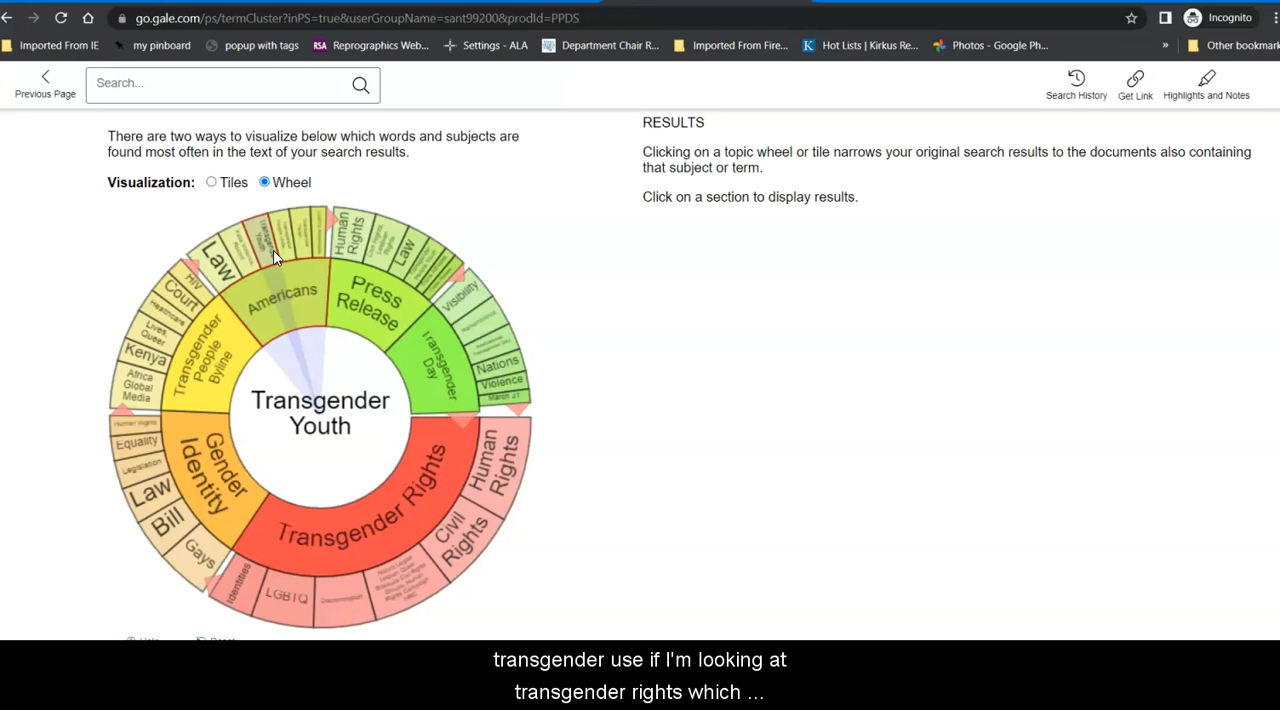 go.gale.com/ps/termCluster?inPS=true&userGroupName=sant99200&prodId=PPDS
Incognito
Imported From IE
my pinboard
popup with tags
RSA Reprographics Web...
Settings - ALA
Department Chair R...
Imported From Fire...
K Hot Lists | Kirkus Re...
Photos - Google Ph...
»
Other bookmark
Previous Page
Search...
Search History
Get Link
Highlights and Notes
There are two ways to visualize below which words and subjects are
found most often in the text of your search results.
Visualization:
Tiles
Wheel
RESULTS
Clicking on a topic wheel or tile narrows your original search results to the documents also containing
that subject or term.
Click on a section to display results.
Transgender
Youth
Americans
Law
Transgender
Youth
Press
Release
Human
Rights
Law
Transgender
Day
Visibility
Nations
Violence
March 31
Transgender Rights
Human
Rights
Civil
Rights
Discrimination
LGBTQ
Identities
Gender
Identity
Gays
Bill
Law
Legislation
Equality
Human Rights
Transgender
People
Byline
Africa
Global
Media
Kenya
Lives
Queer
Healthcare
Court
HIV
transgender use if I'm looking at
transgender rights which ...